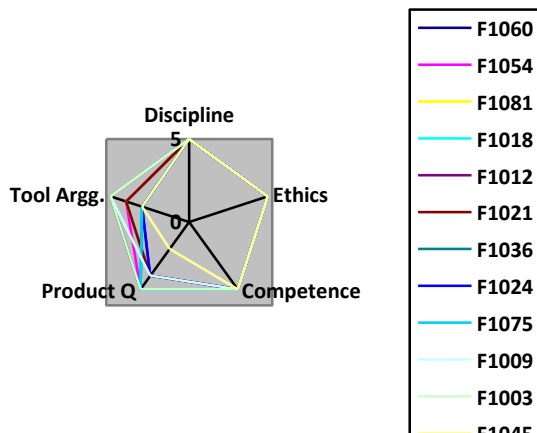 Discipline
5
Tool Argg.
Ethics
0
Product Q
Competence
F1060
F1054
F1081
F1018
F1012
F1021
F1036
F1024
F1075
F1009
F1003
F1045